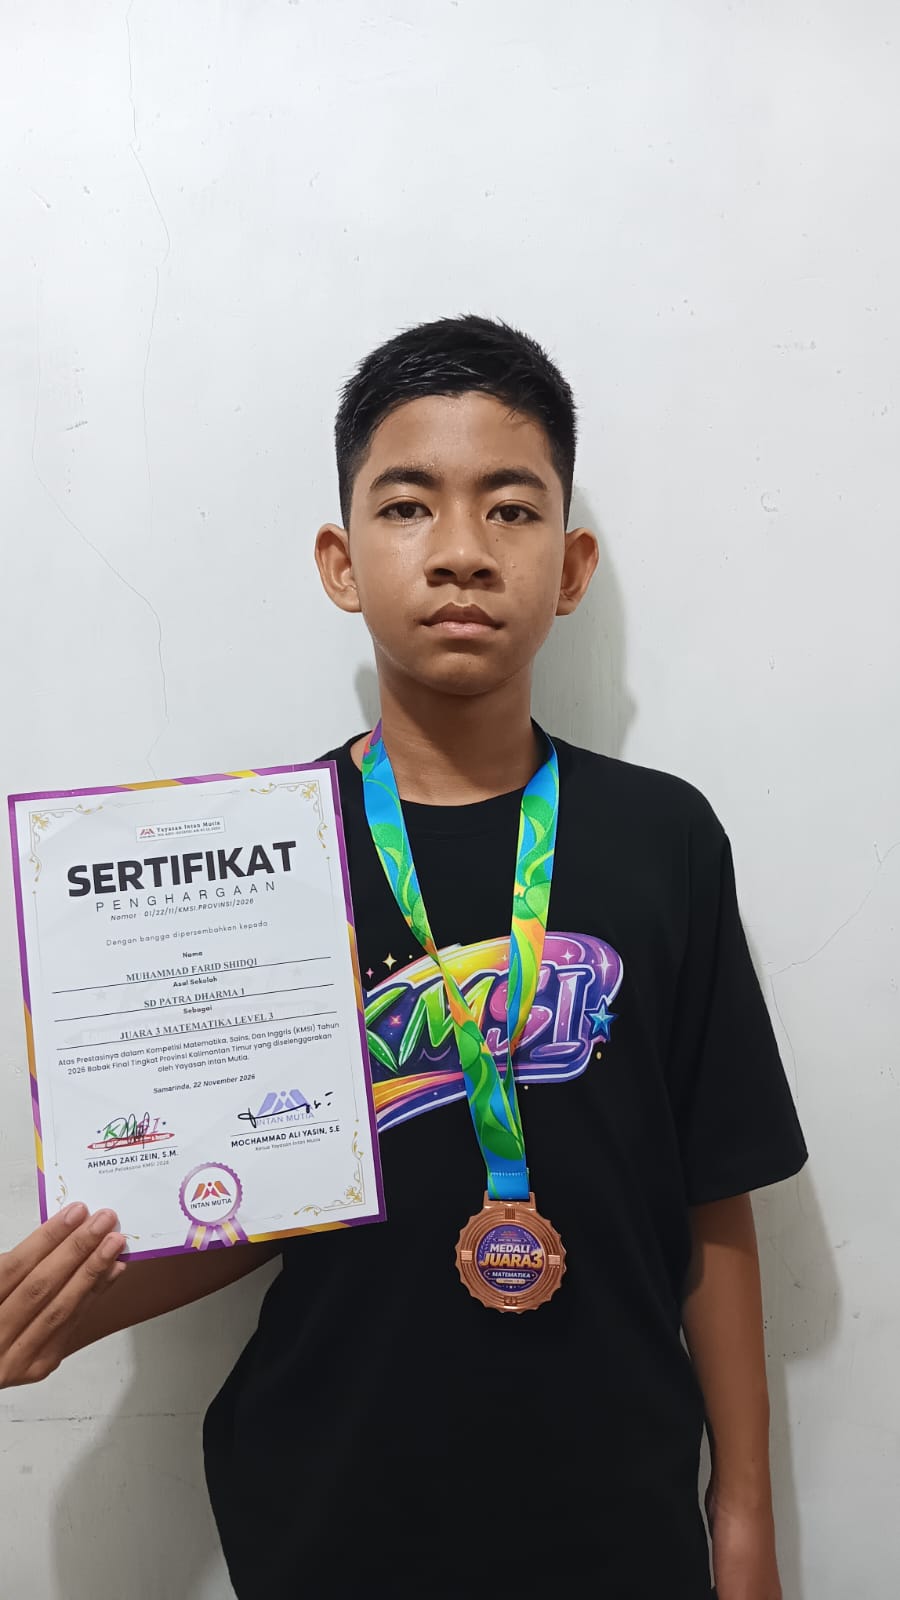 Yayasan Intan Mutia
SERTIFIKAT
PENGHARGAAN
Nomor 01/22/11/KMSI.PROVINSI/2026
Dengan bangga dipersembahkan kepada
Nama
MUHAMMAD FARID SHIDQI
Asal Sekolah
SD PATRA DHARMA 1
Sebagai
JUARA 3 MATEMATIKA LEVEL 3
Atas Prestasinya dalam Kompetisi Matematika, Sains, Dan Inggris (KMSI) Tahun
2026 Babak Final Tingkat Provinsi Kalimantan Timur yang diselenggarakan
oleh Yayasan Intan Mutia.
Samarinda, 22 November 2026
INTAN MUTIA
AHMAD ZAKI ZEIN, S.M.
Ketua Pelaksana KMSI 2026
MOCHAMMAD ALI YASIN, S.E
Ketua Yayasan Intan Mutia
INTAN MUTIA
KMSI
MEDALI
JUARA 3
MATEMATIKA